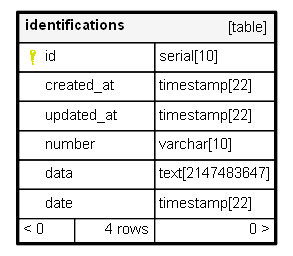 identifications [table]
id serial[10]
created_at timestamp[22]
updated_at timestamp[22]
number varchar[10]
data text[2147483647]
date timestamp[22]
< 0 4 rows 0 >